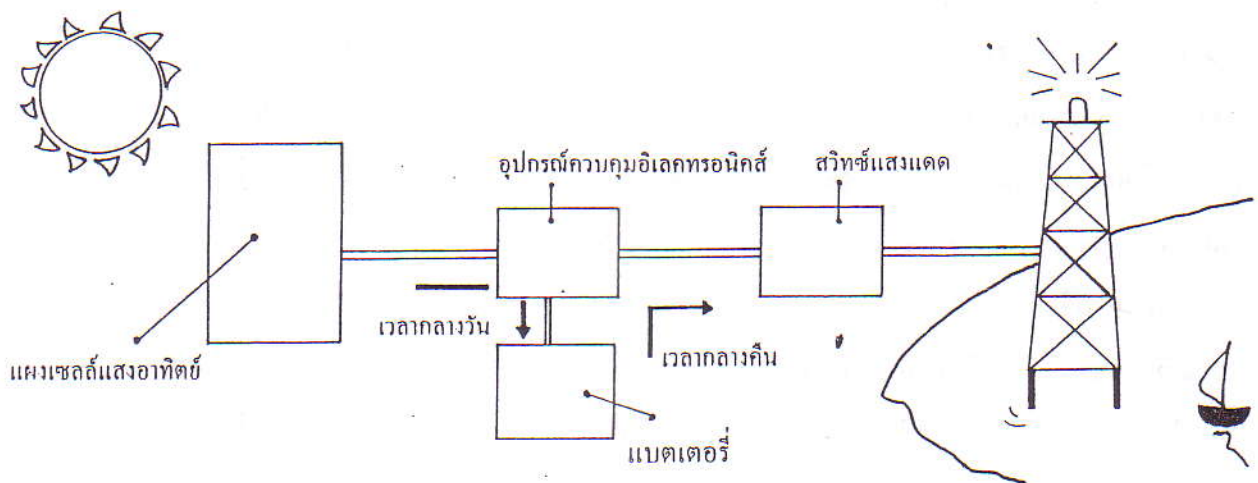 อุปกรณ์ควบคุมอิเลคทรอนิคส์
สวิทซ์แสงแดด
เวลากลางวัน
เวลากลางคืน
แผงเซลล์แสงอาทิตย์
แบตเตอรี่